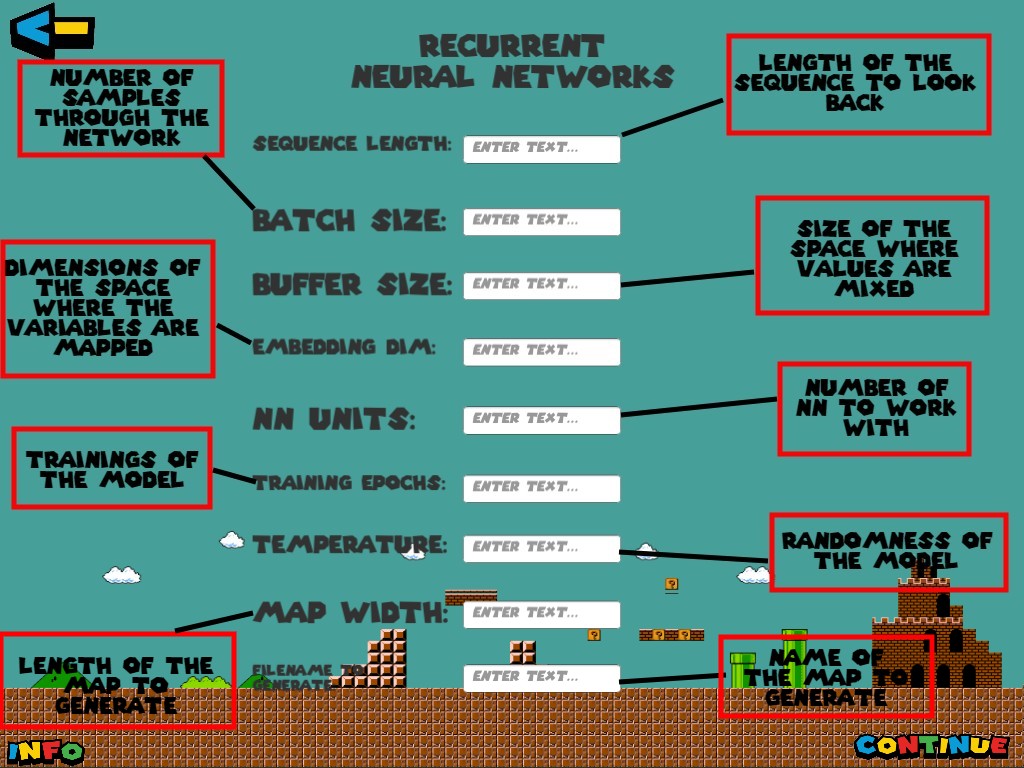 RECURRENT
NEURAL NETWORKS
NUMBER OF
SAMPLES
THROUGH THE
NETWORK
LENGTH OF THE
SEQUENCE TO LOOK
BACK
SEQUENCE LENGTH:
ENTER TEXT...
BATCH SIZE:
ENTER TEXT...
DIMENSIONS OF
THE SPACE
WHERE THE
VARIABLES ARE
MAPPED
SIZE OF THE
SPACE WHERE
VALUES ARE
MIXED
BUFFER SIZE:
ENTER TEXT...
EMBEDDING DIM:
ENTER TEXT...
NUMBER OF
NN TO WORK
WITH
NN UNITS:
ENTER TEXT...
TRAININGS OF
THE MODEL
TRAINING EPOCHS:
ENTER TEXT...
TEMPERATURE:
ENTER TEXT...
RANDOMNESS OF
THE MODEL
MAP WIDTH:
ENTER TEXT...
LENGTH OF THE
MAP TO
GENERATE
FILENAME TO
GENERATE
ENTER TEXT...
NAME OF
THE MAP TO
GENERATE
INFO
CONTINUE